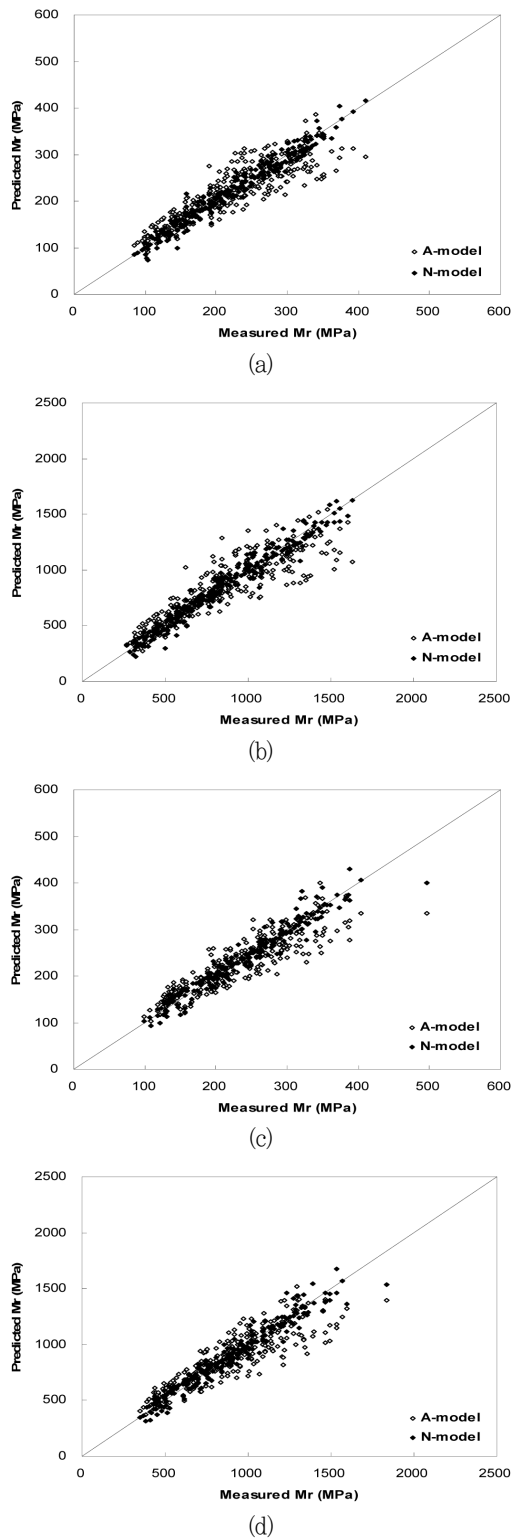 600
500
400
300
200
100
0
Predicted Mr (MPa)
A-model
N-model
0 100 200 300 400 500 600
Measured Mr (MPa)
(a)
2500
2000
1500
1000
500
0
Predicted Mr (MPa)
A-model
N-model
0 500 1000 1500 2000 2500
Measured Mr (MPa)
(b)
600
500
400
300
200
100
0
Predicted Mr (MPa)
A-model
N-model
0 100 200 300 400 500 600
Measured Mr (MPa)
(c)
2500
2000
1500
1000
500
0
Predicted Mr (MPa)
A-model
N-model
0 500 1000 1500 2000 2500
Measured Mr (MPa)
(d)